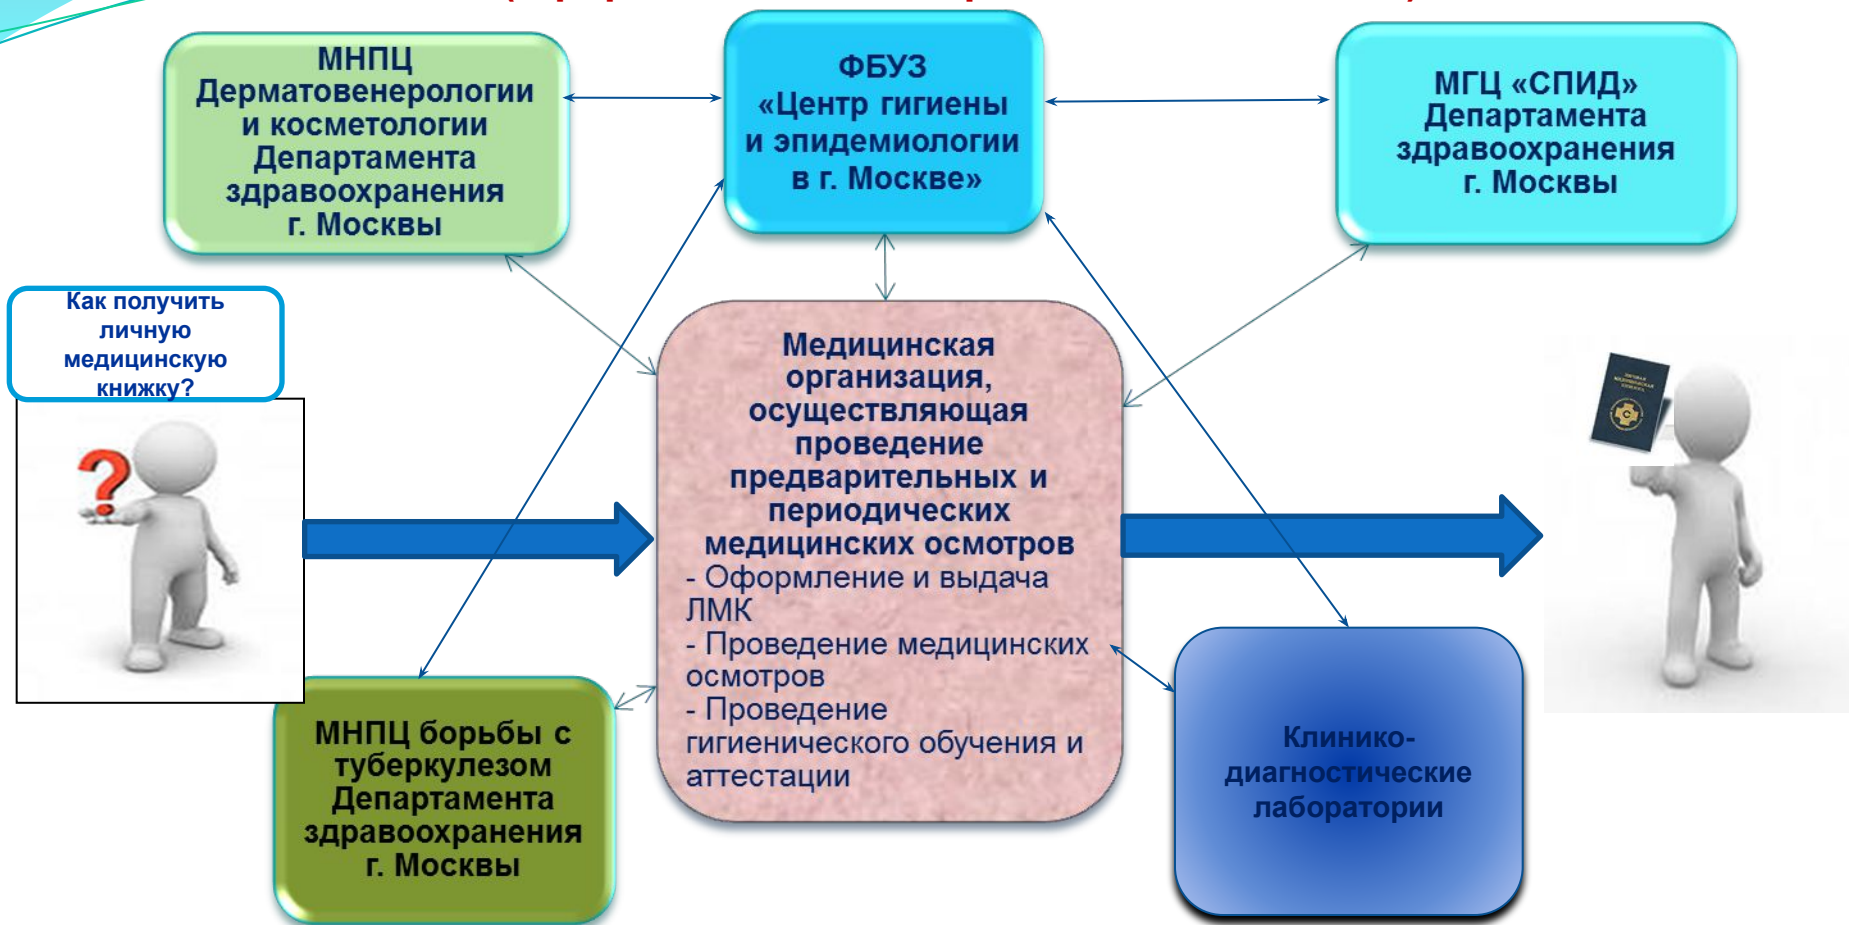 МНПЦ
Дерматовенерологии
и косметологии
Департамента
здравоохранения
г. Москвы
ФБУЗ
«Центр гигиены
и эпидемиологии
в г. Москве»
МГЦ «СПИД»
Департамента
здравоохранения
г. Москвы
Как получить
личную
медицинскую
книжку?
Медицинская
организация,
осуществляющая
проведение
предварительных и
периодических
медицинских осмотров
- Оформление и выдача
ЛМК
- Проведение медицинских
осмотров
- Проведение
гигиенического обучения и
аттестации
МНПЦ борьбы с
туберкулезом
Департамента
здравоохранения
г. Москвы
Клинико-
диагностические
лаборатории